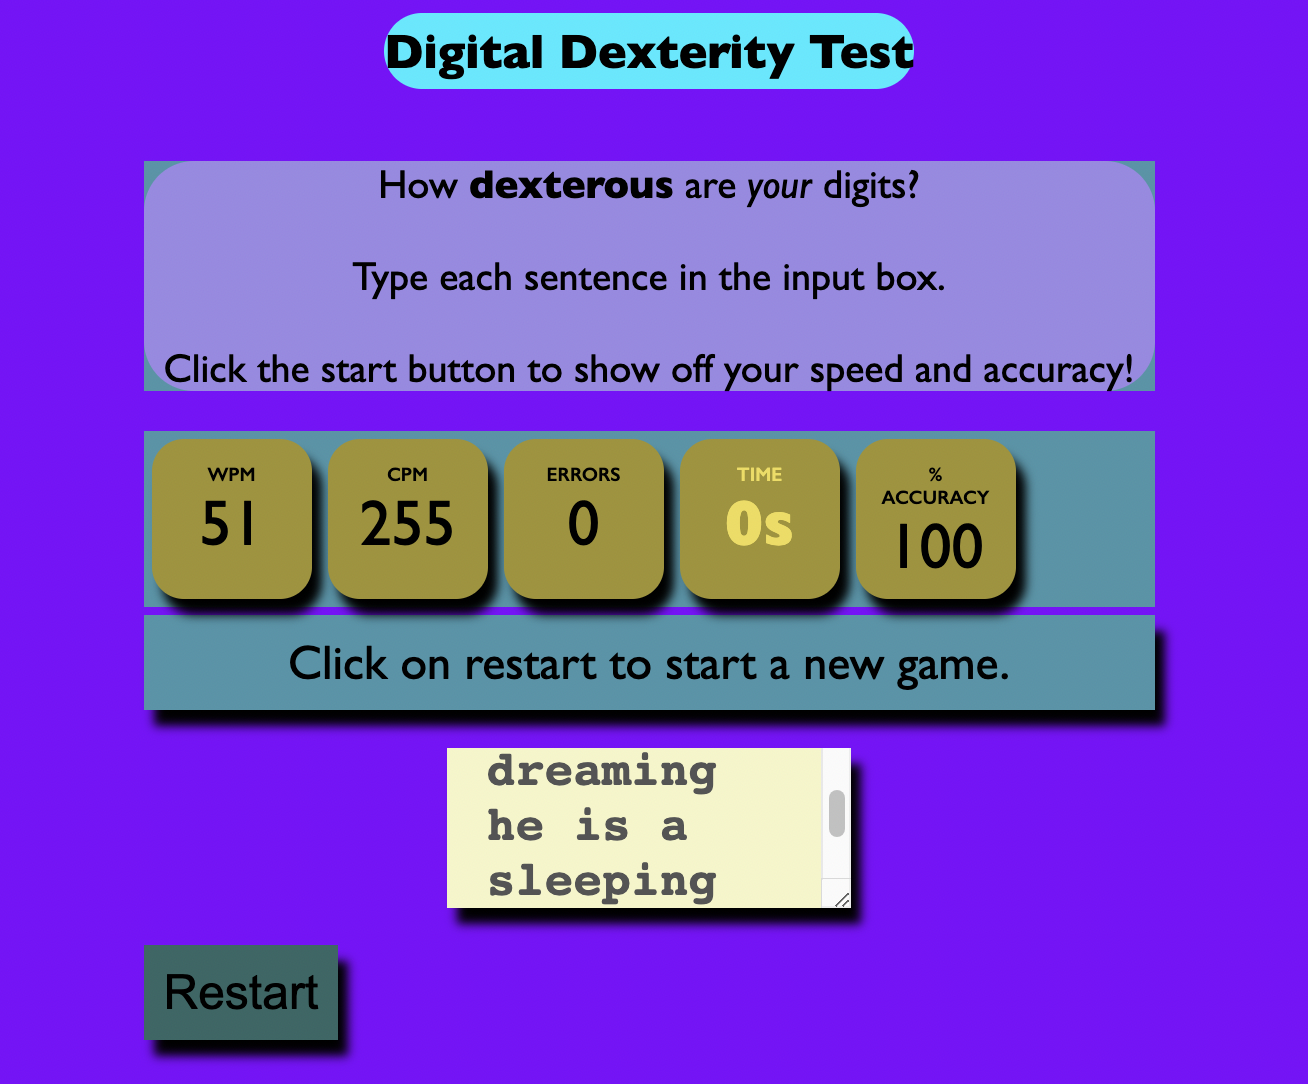 Digital Dexterity Test
How dexterous are your digits?
Type each sentence in the input box.
Click the start button to show off your speed and accuracy!
WPM
51
CPM
255
ERRORS
0
TIME
0s
%
ACCURACY
100
Click on restart to start a new game.
dreaming
he is a
sleeping
Restart